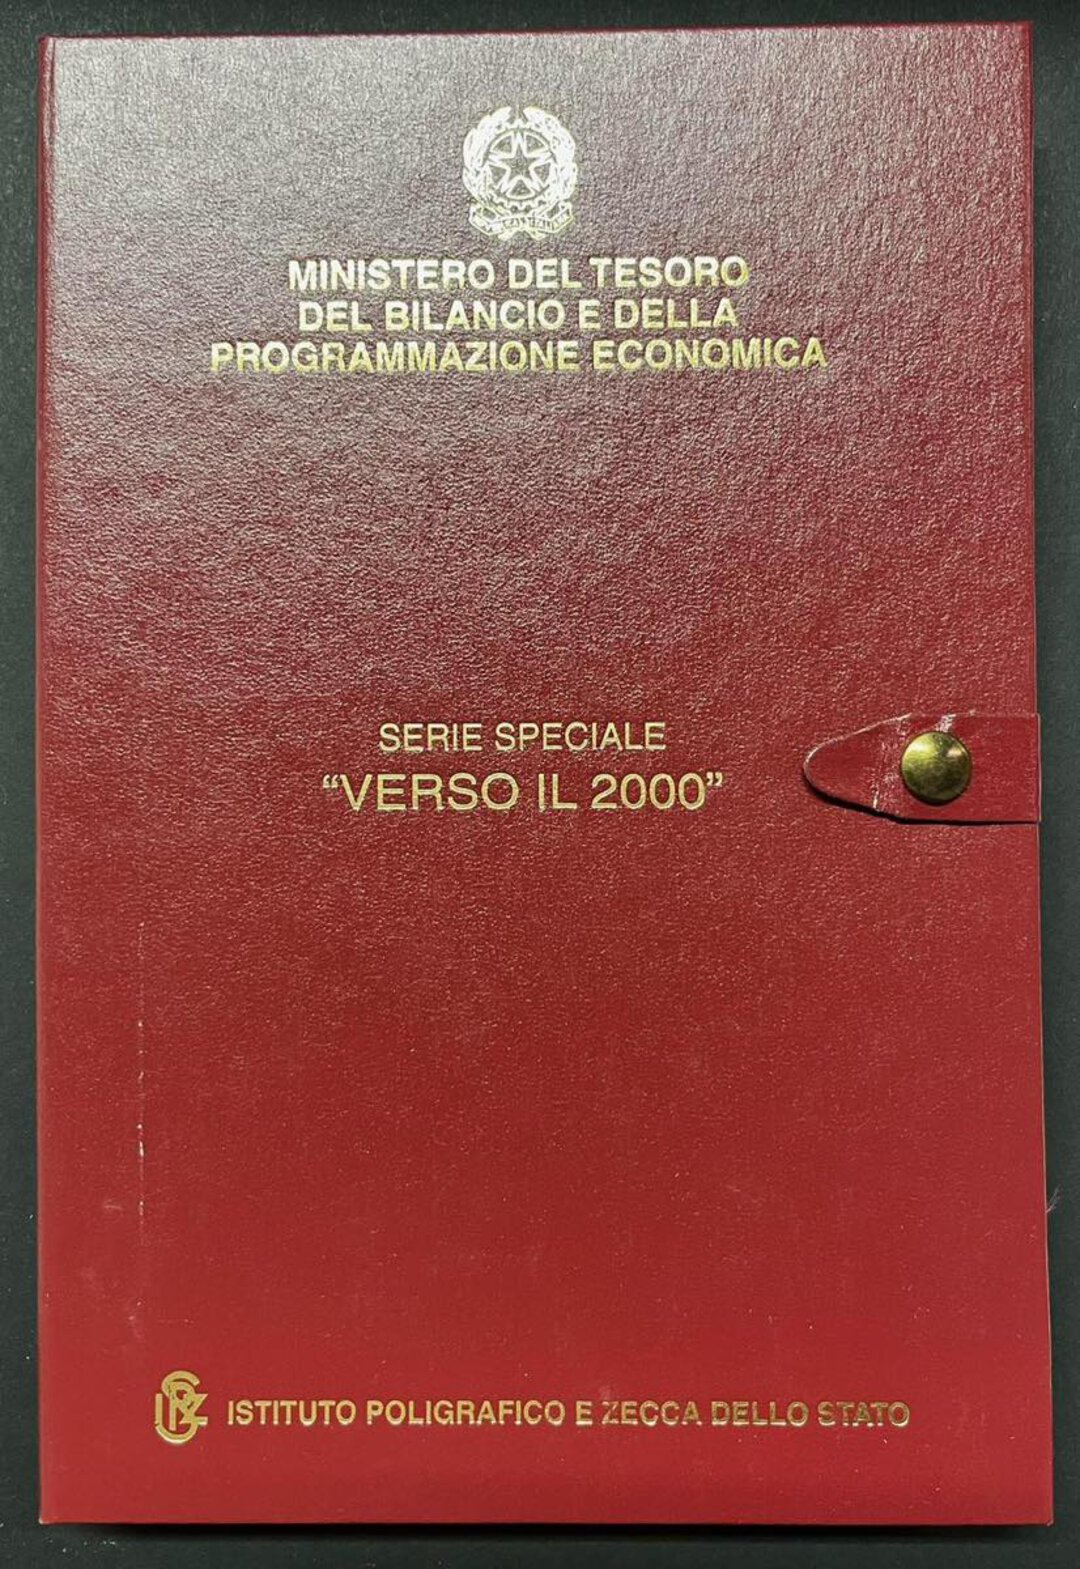 MINISTERO DEL TESORO
DEL BILANCIO E DELLA
PROGRAMMAZIONE ECONOMICA
SERIE SPECIALE
“VERSO IL 2000”
ISTITUTO POLIGRAFICO E ZECCA DELLO STATO